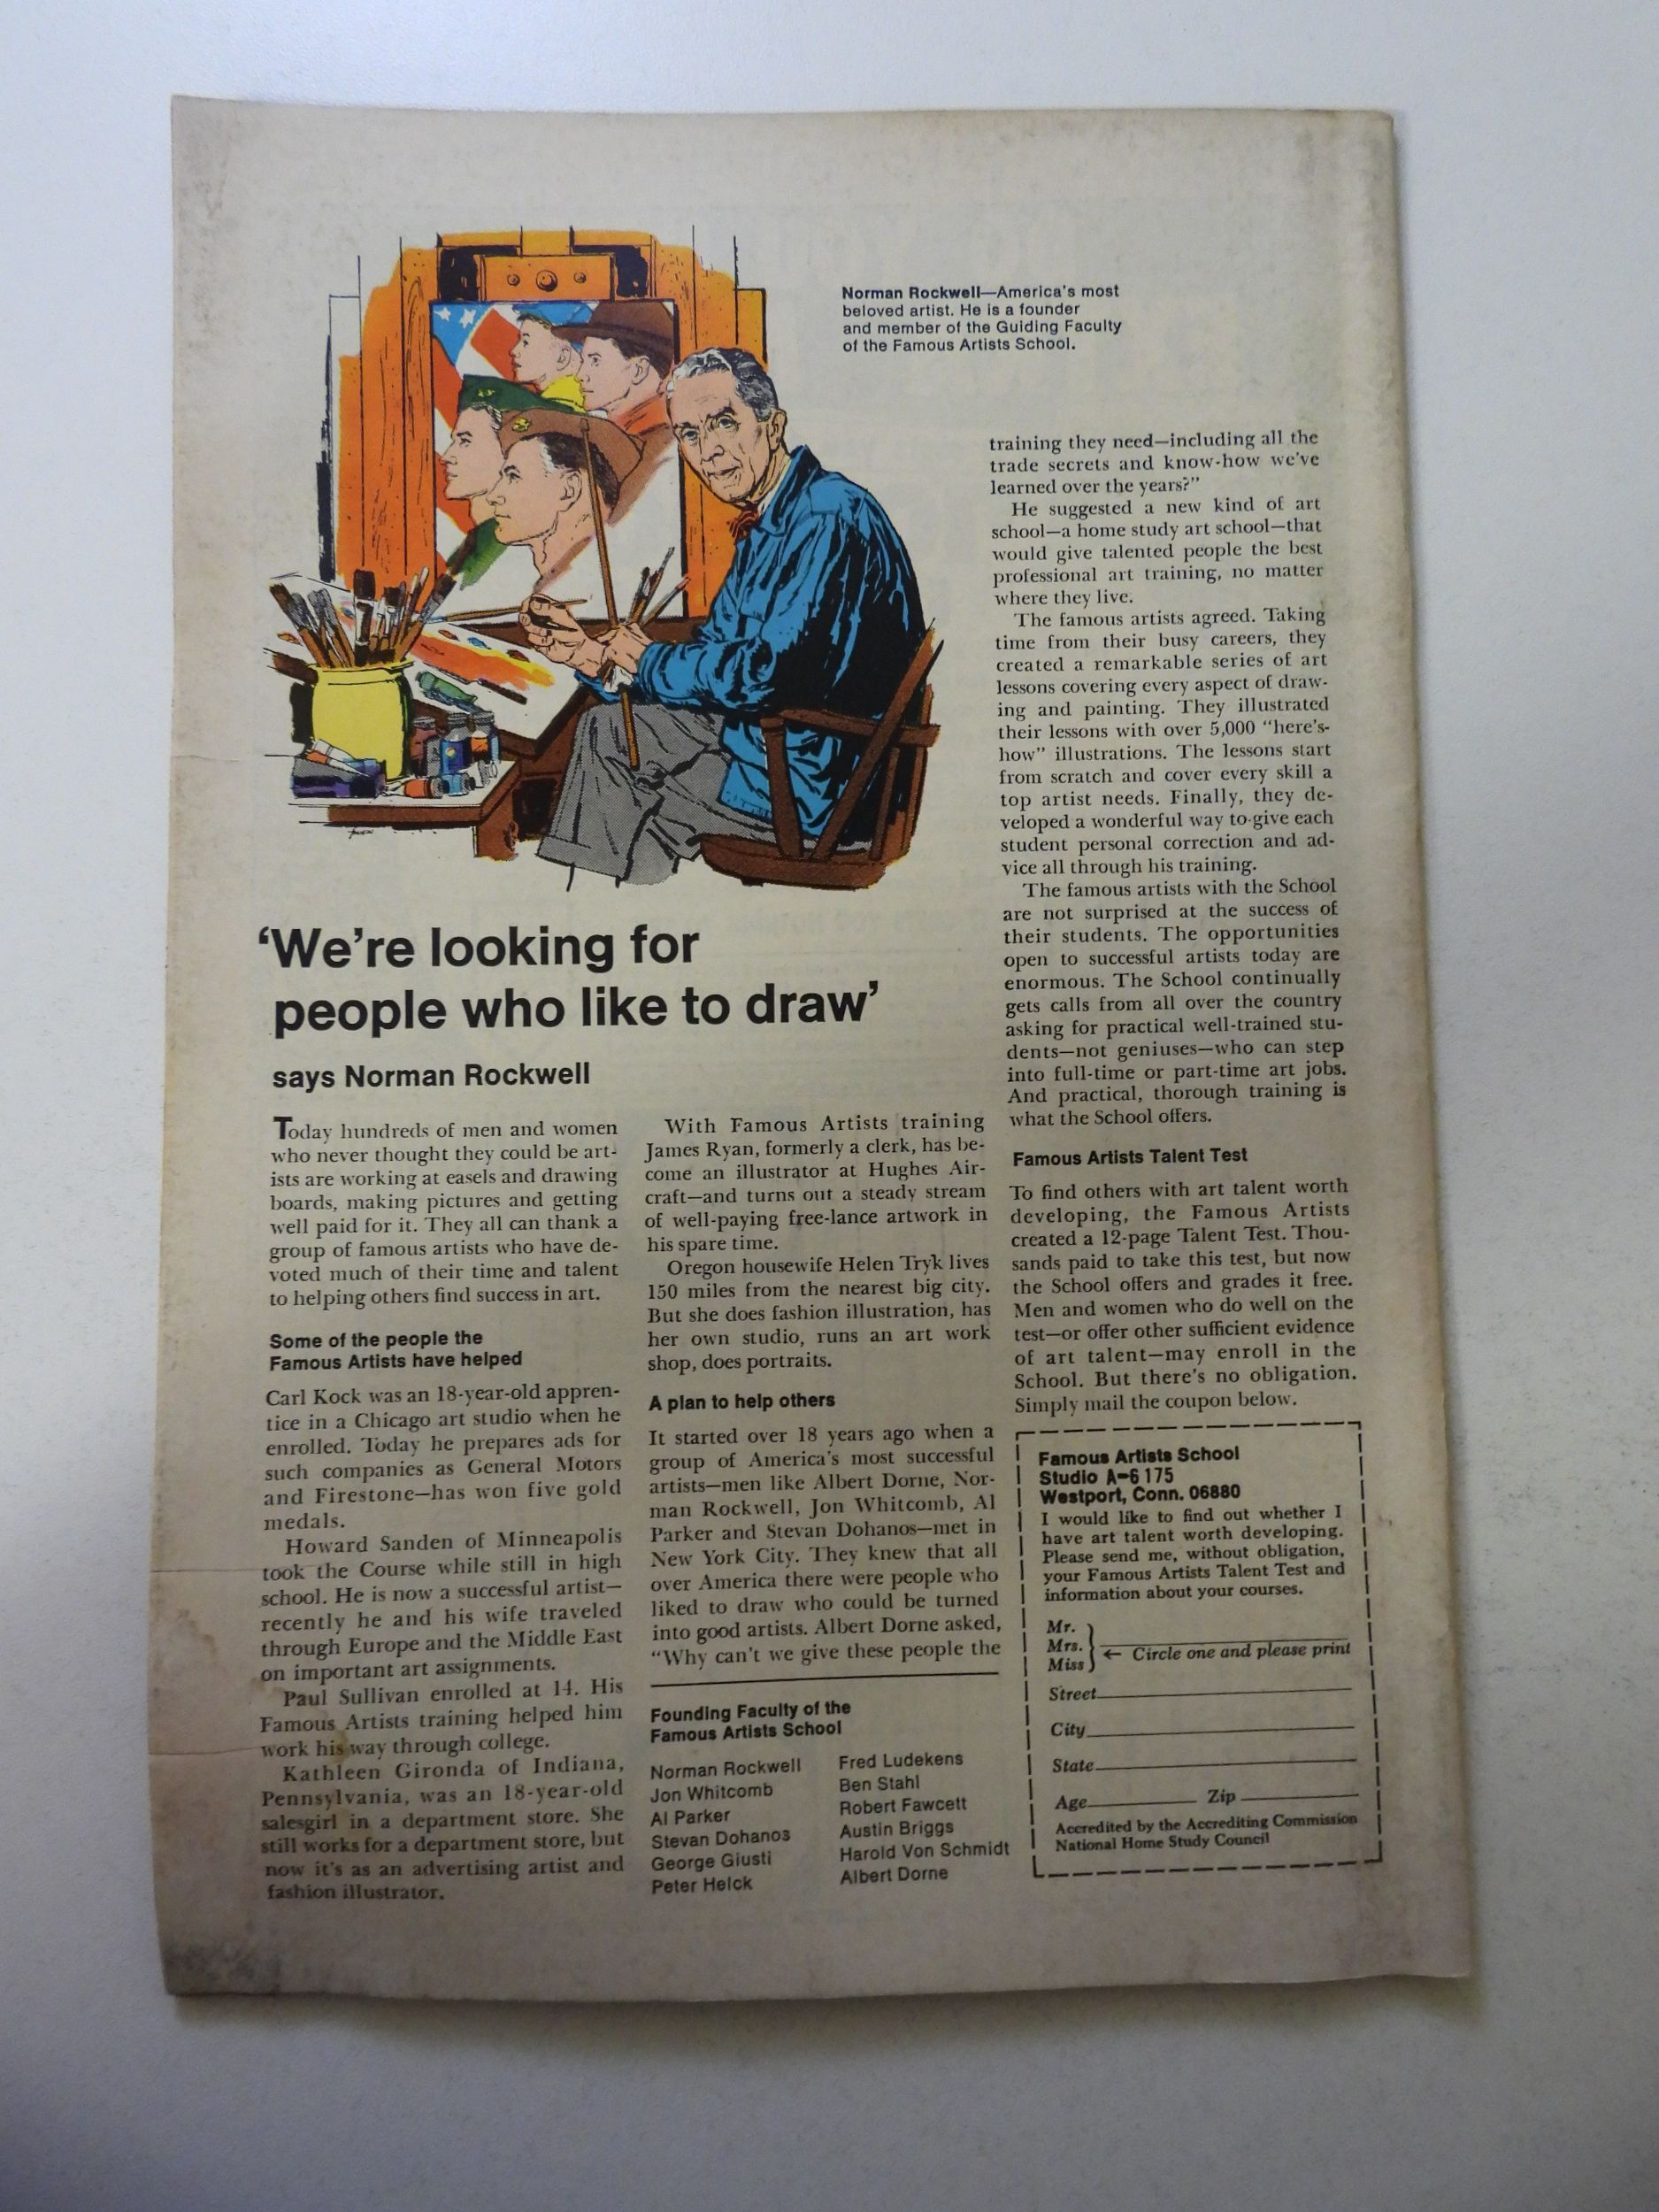 Norman Rockwell—America's most
beloved artist. He is a founder
and member of the Guiding Faculty
of the Famous Artists School.
'We're looking for
people who like to draw'
says Norman Rockwell
Today hundreds of men and women
who never thought they could be art-
ists are working at easels and drawing
boards, making pictures and getting
well paid for it. They all can thank a
group of famous artists who have de-
voted much of their time and talent
to helping others find success in art.
Some of the people the
Famous Artists have helped
Carl Kock was an 18-year-old appren-
tice in a Chicago art studio when he
enrolled. Today he prepares ads for
such companies as General Motors
and Firestone—has won five gold
medals.
Howard Sanden of Minneapolis
took the Course while still in high
school. He is now a successful artist—
recently he and his wife traveled
through Europe and the Middle East
on important art assignments.
Paul Sullivan enrolled at 14. His
Famous Artists training helped him
work his way through college.
Kathleen Gironda of Indiana,
Pennsylvania, was an 18-year-old
salesgirl in a department store. She
still works for a department store, but
now it's as an advertising artist and
fashion illustrator.
With Famous Artists training
James Ryan, formerly a clerk, has be-
come an illustrator at Hughes Air-
craft—and turns out a steady stream
of well-paying free-lance artwork in
his spare time.
Oregon housewife Helen Tryk lives
150 miles from the nearest big city.
But she does fashion illustration, has
her own studio, runs an art work
shop, does portraits.
A plan to help others
It started over 18 years ago when a
group of America's most successful
artists—men like Albert Dorne, Nor-
man Rockwell, Jon Whitcomb, Al
Parker and Stevan Dohanos—met in
New York City. They knew that all
over America there were people who
liked to draw who could be turned
into good artists. Albert Dorne asked,
"Why can't we give these people the
training they need—including all the
trade secrets and know-how we've
learned over the years?"
He suggested a new kind of art
school—a home study art school—that
would give talented people the best
professional art training, no matter
where they live.
The famous artists agreed. Taking
time from their busy careers, they
created a remarkable series of art
lessons covering every aspect of draw-
ing and painting. They illustrated
their lessons with over 5,000 "here's-
how" illustrations. The lessons start
from scratch and cover every skill a
top artist needs. Finally, they de-
veloped a wonderful way to give each
student personal correction and ad-
vice all through his training.
The famous artists with the School
are not surprised at the success of
their students. The opportunities
open to successful artists today are
enormous. The School continually
gets calls from all over the country
asking for practical well-trained stu-
dents—not geniuses—who can step
into full-time or part-time art jobs.
And practical, thorough training is
what the School offers.
Famous Artists Talent Test
To find others with art talent worth
developing, the Famous Artists
created a 12-page Talent Test. Thou-
sands paid to take this test, but now
the School offers and grades it free.
Men and women who do well on the
test—or offer other sufficient evidence
of art talent—may enroll in the
School. But there's no obligation.
Simply mail the coupon below.
Founding Faculty of the
Famous Artists School
Norman Rockwell
Jon Whitcomb
Al Parker
Stevan Dohanos
George Giusti
Peter Helck
Fred Ludekens
Ben Stahl
Robert Fawcett
Austin Briggs
Harold Von Schmidt
Albert Dorne
Famous Artists School
Studio A-6175
Westport, Conn. 06880
I would like to find out whether I
have art talent worth developing.
Please send me, without obligation,
your Famous Artists Talent Test and
information about your courses.
Mr.
Mrs.
Miss
← Circle one and please print
Street
City
State
Age Zip
Accredited by the Accrediting Commission
National Home Study Council